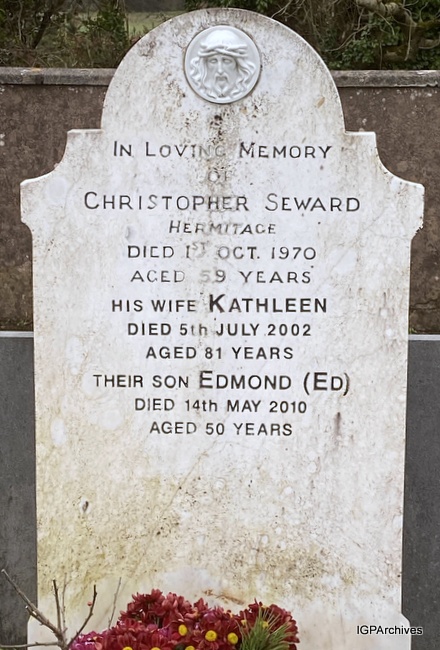 IN LOVING MEMORY
OF
CHRISTOPHER SEWARD
HERMITAGE
DIED 1ST OCT. 1970
AGED 59 YEARS
HIS WIFE KATHLEEN
DIED 5th JULY 2002
AGED 81 YEARS
THEIR SON EDMOND (ED)
DIED 14th MAY 2010
AGED 50 YEARS
IGPArchives